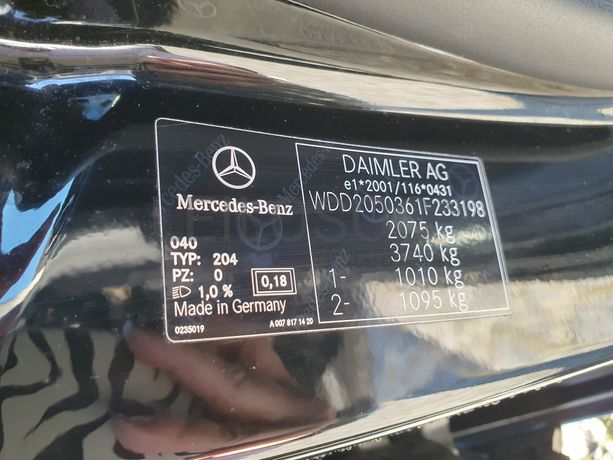 Mercedes-Benz
040
TYP: 204
PZ: 0
1,0 %
0,18
Made in Germany
0235019
A 007 817 14 20
DAIMLER AG
e1*2001/116*0431
WDD2050361F233198
2075 kg
3740 kg
1- 1010 kg
2- 1095 kg